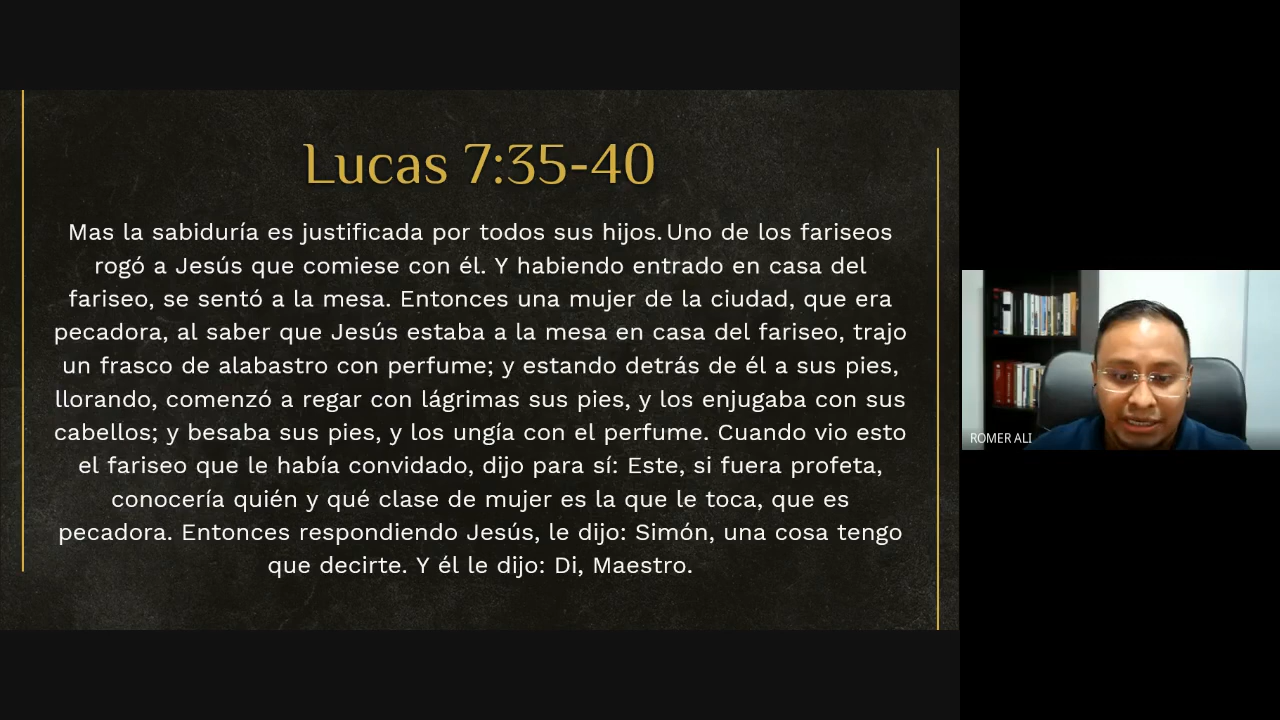 Lucas 7:35-40
Mas la sabiduría es justificada por todos sus hijos. Uno de los fariseos
rogó a Jesús que comiese con él. Y habiendo entrado en casa del
fariseo, se sentó a la mesa. Entonces una mujer de la ciudad, que era
pecadora, al saber que Jesús estaba a la mesa en casa del fariseo, trajo
un frasco de alabastro con perfume; y estando detrás de él a sus pies,
llorando, comenzó a regar con lágrimas sus pies, y los enjugaba con sus
cabellos; y besaba sus pies, y los ungía con el perfume. Cuando vio esto
el fariseo que le había convidado, dijo para sí: Este, si fuera profeta,
conocería quién y qué clase de mujer es la que le toca, que es
pecadora. Entonces respondiendo Jesús, le dijo: Simón, una cosa tengo
que decirte. Y él le dijo: Di, Maestro.
ROMER ALI